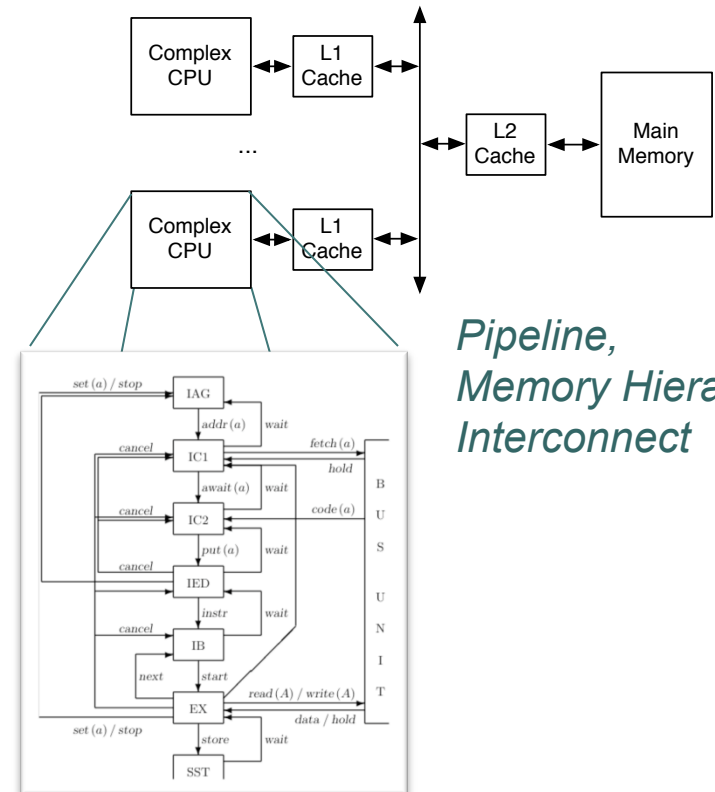 Complex
CPU
L1
Cache
...
L2
Cache
Main
Memory
Complex
CPU
L1
Cache
Pipeline,
Memory Hiera
Interconnect
set(a) / stop
IAG
addr(a)
wait
cancel
IC1
fetch(a)
hold
await(a)
wait
cancel
IC2
code(a)
put(a)
wait
cancel
IED
instr
wait
cancel
IB
next
start
EX
read(A) / write(A)
data / hold
set(a) / stop
store
wait
SST
B
U
S
U
N
I
T